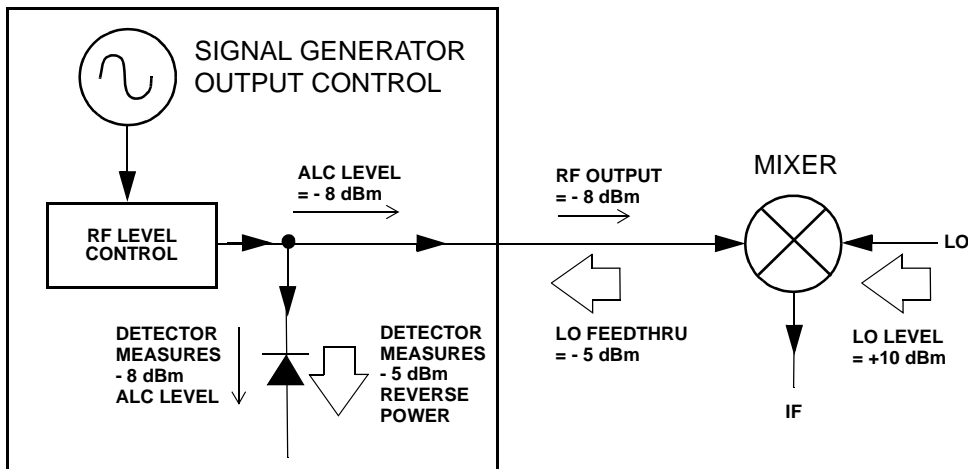 SIGNAL GENERATOR
OUTPUT CONTROL
ALC LEVEL
= - 8 dBm
RF OUTPUT
= - 8 dBm
MIXER
RF LEVEL
CONTROL
LO
DETECTOR
MEASURES
- 8 dBm
ALC LEVEL
DETECTOR
MEASURES
- 5 dBm
REVERSE
POWER
LO FEEDTHRU
= - 5 dBm
LO LEVEL
= +10 dBm
IF